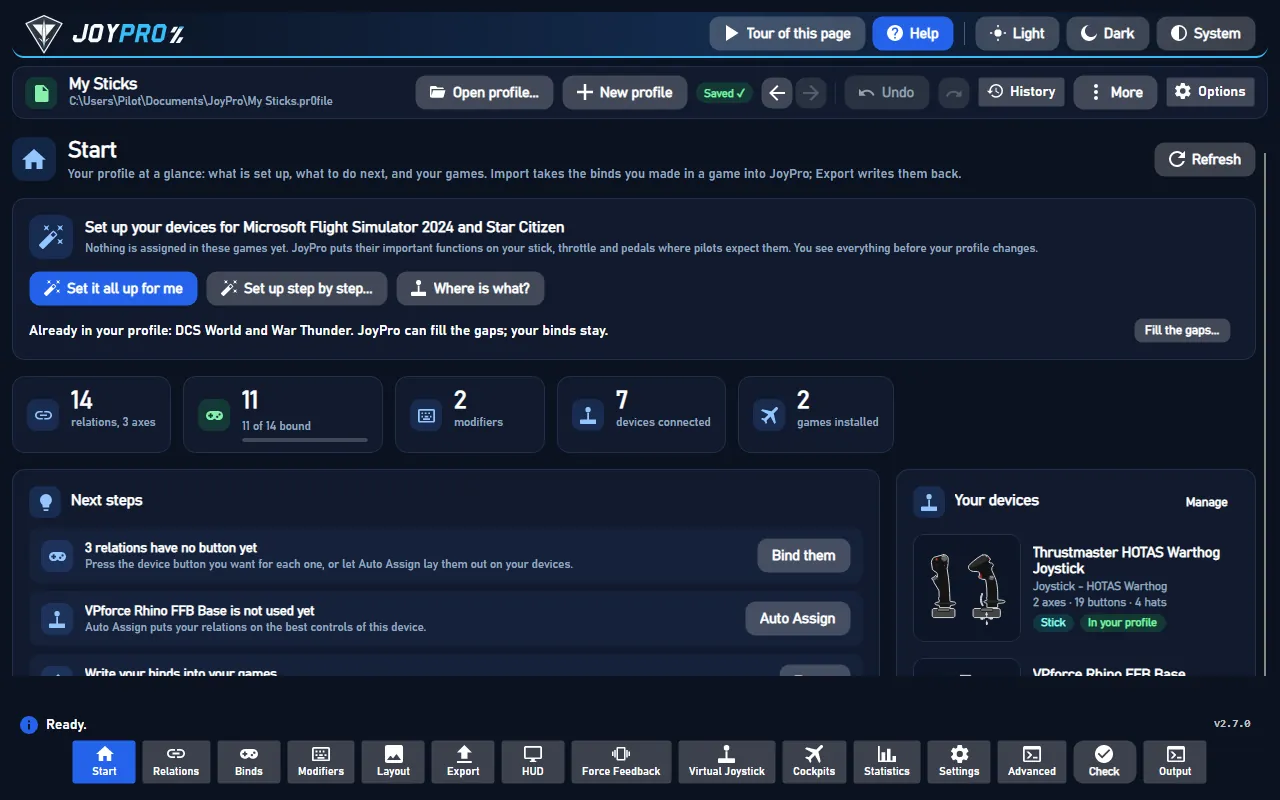 JOYPRO
Tour of this page
Help
Light
Dark
System
My Sticks
C:\Users\Pilot\Documents\JoyPro\My Sticks.pr0file
Open profile...
New profile
Saved ✓
Undo
History
More
Options
Start
Your profile at a glance: what is set up, what to do next, and your games. Import takes the binds you made in a game into JoyPro; Export writes them back.
Refresh
Set up your devices for Microsoft Flight Simulator 2024 and Star Citizen
Nothing is assigned in these games yet. JoyPro puts their important functions on your stick, throttle and pedals where pilots expect them. You see everything before your profile changes.
Set it all up for me
Set up step by step...
Where is what?
Already in your profile: DCS World and War Thunder. JoyPro can fill the gaps; your binds stay.
Fill the gaps...
14
relations, 3 axes
11
11 of 14 bound
2
modifiers
7
devices connected
2
games installed
Next steps
3 relations have no button yet
Press the device button you want for each one, or let Auto Assign lay them out on your devices.
Bind them
VPforce Rhino FFB Base is not used yet
Auto Assign puts your relations on the best controls of this device.
Auto Assign
Write your binds into your games
Your devices
Manage
Thrustmaster HOTAS Warthog
Joystick
Joystick - HOTAS Warthog
2 axes · 19 buttons · 4 hats
Stick
In your profile
VPforce Rhino FFB Base
Ready.
v2.7.0
Start
Relations
Binds
Modifiers
Layout
Export
HUD
Force Feedback
Virtual Joystick
Cockpits
Statistics
Settings
Advanced
Check
Output